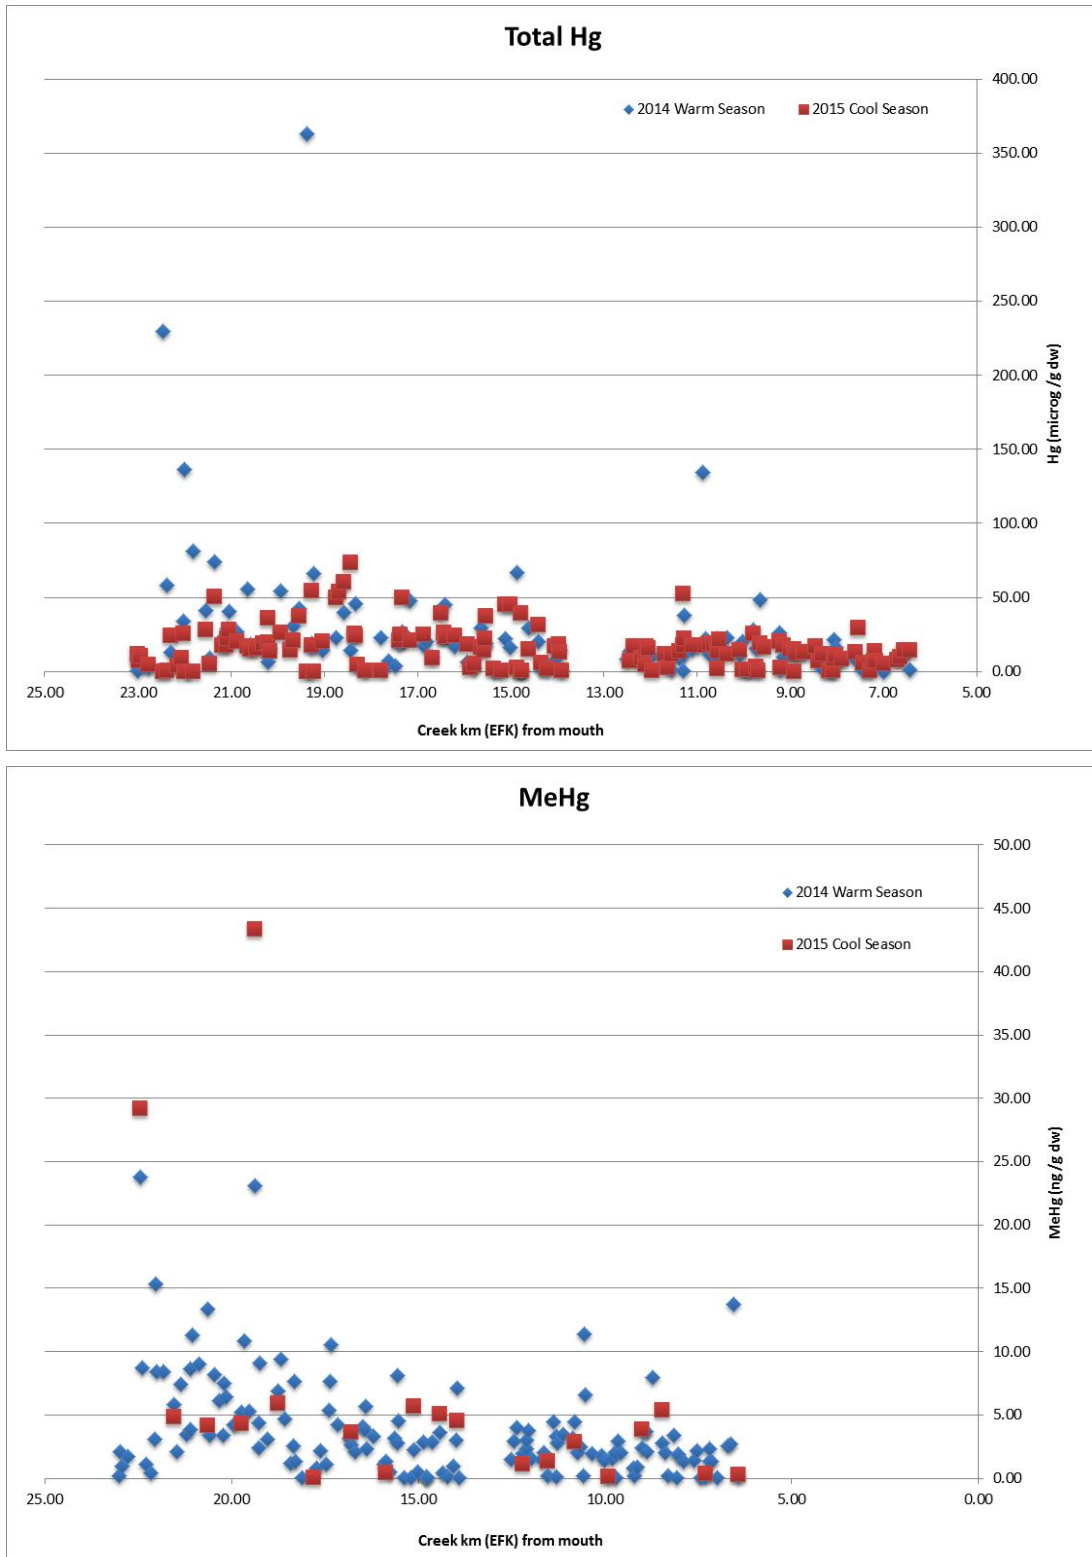 Total Hg
400.00
2014 Warm Season 2015 Cool Season
350.00
300.00
250.00
200.00
150.00
100.00
50.00
0.00
Hg (microg /g dw)
25.00 23.00 21.00 19.00 17.00 15.00 13.00 11.00 9.00 7.00 5.00
Creek km (EFK) from mouth
MeHg
50.00
2014 Warm Season
45.00
2015 Cool Season
40.00
35.00
30.00
25.00
20.00
15.00
10.00
5.00
0.00
MeHg (ng /g dw)
25.00 20.00 15.00 10.00 5.00 0.00
Creek km (EFK) from mouth